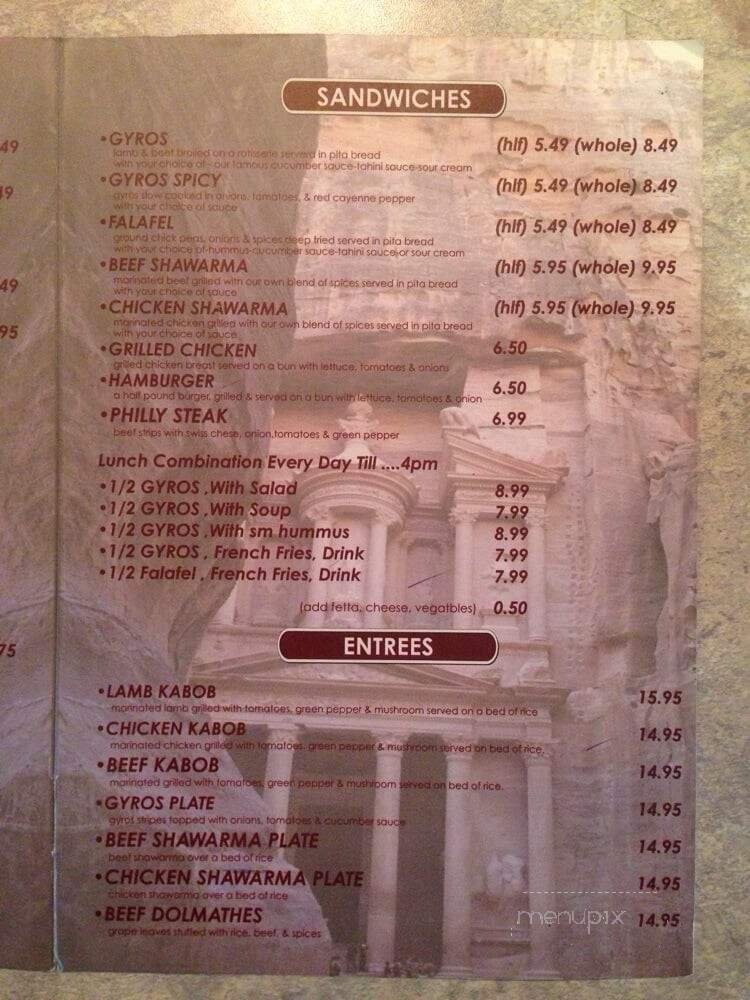 49
SANDWICHES
•GYROS (hlf) 5.49 (whole) 8.49
lamb & beef broiled on a rotisserie served in pita bread
with your choice of - our famous cucumber sauce-tahini sauce-sour cream
•GYROS SPICY (hlf) 5.49 (whole) 8.49
gyros slow cooked in onions, tomatoes, & red cayenne pepper
with your choice of sauce
•FALAFEL (hlf) 5.49 (whole) 8.49
ground chick peas, onions & spices deep fried served in pita bread
with your choice of-hummus-cucumber sauce-tahini sauce-or sour cream
•BEEF SHAWARMA (hlf) 5.95 (whole) 9.95
marinated beef grilled with our own blend of spices served in pita bread
with your choice of sauce
49
•CHICKEN SHAWARMA (hlf) 5.95 (whole) 9.95
marinated chicken grilled with our own blend of spices served in pita bread
with your choice of sauce
95
•GRILLED CHICKEN 6.50
grilled chicken breast served on a bun with lettuce, tomatoes & onions
•HAMBURGER 6.50
a half pound burger, grilled & served on a bun with lettuce, tomatoes & onion
•PHILLY STEAK 6.99
beef strips with swiss chese, onion,tomatoes & green pepper
Lunch Combination Every Day Till ....4pm
•1/2 GYROS ,With Salad 8.99
•1/2 GYROS ,With Soup 7.99
•1/2 GYROS ,With sm hummus 8.99
•1/2 GYROS , French Fries, Drink 7.99
•1/2 Falafel , French Fries, Drink 7.99
(add fetta, cheese, vegatbles) 0.50
ENTREES
75
•LAMB KABOB 15.95
marinated lamb grilled with tomatoes, green pepper & mushroom served on a bed of rice
•CHICKEN KABOB 14.95
marinated chicken grilled with tomatoes, green pepper & mushroom served on bed of rice.
•BEEF KABOB 14.95
marinated grilled with tomatoes, green pepper & mushroom served on bed of rice.
•GYROS PLATE 14.95
gyros stripes topped with onions, tomatoes & cucumber sauce
•BEEF SHAWARMA PLATE 14.95
beef shawarma over a bed of rice
•CHICKEN SHAWARMA PLATE 14.95
chicken shawarma over a bed of rice
•BEEF DOLMATHES 14.95
grape leaves stuffed with rice, beef, & spices
menupix